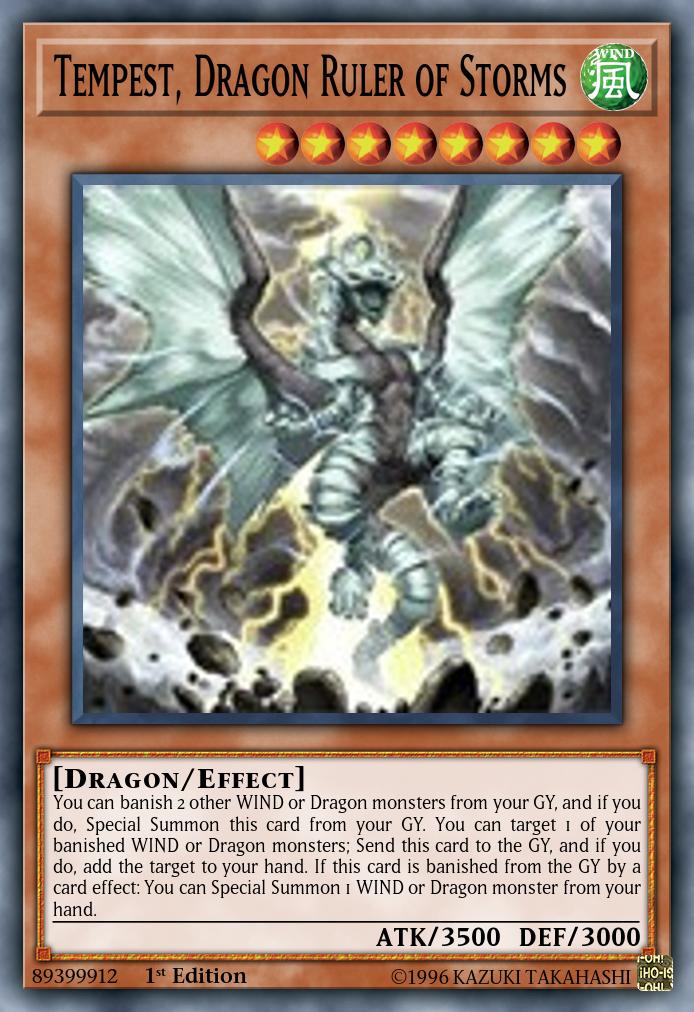 Tempest, Dragon Ruler of Storms
WIND
風
[Dragon/Effect]
You can banish 2 other WIND or Dragon monsters from your GY, and if you
do, Special Summon this card from your GY. You can target 1 of your
banished WIND or Dragon monsters; Send this card to the GY, and if you
do, add the target to your hand. If this card is banished from the GY by a
card effect: You can Special Summon 1 WIND or Dragon monster from your
hand.
ATK/3500 DEF/3000
89399912 1st Edition ©1996 KAZUKI TAKAHASHI